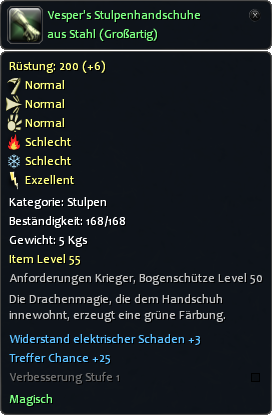 Vesper's Stulpenhandschuhe
aus Stahl (Großartig)
Rüstung: 200 (+6)
Normal
Normal
Normal
Schlecht
Schlecht
Exzellent
Kategorie: Stulpen
Beständigkeit: 168/168
Gewicht: 5 Kgs
Item Level 55
Anforderungen Krieger, Bogenschütze Level 50
Die Drachenmagie, die dem Handschuh
innewohnt, erzeugt eine grüne Färbung.
Widerstand elektrischer Schaden +3
Treffer Chance +25
Verbesserung Stufe 1
Magisch